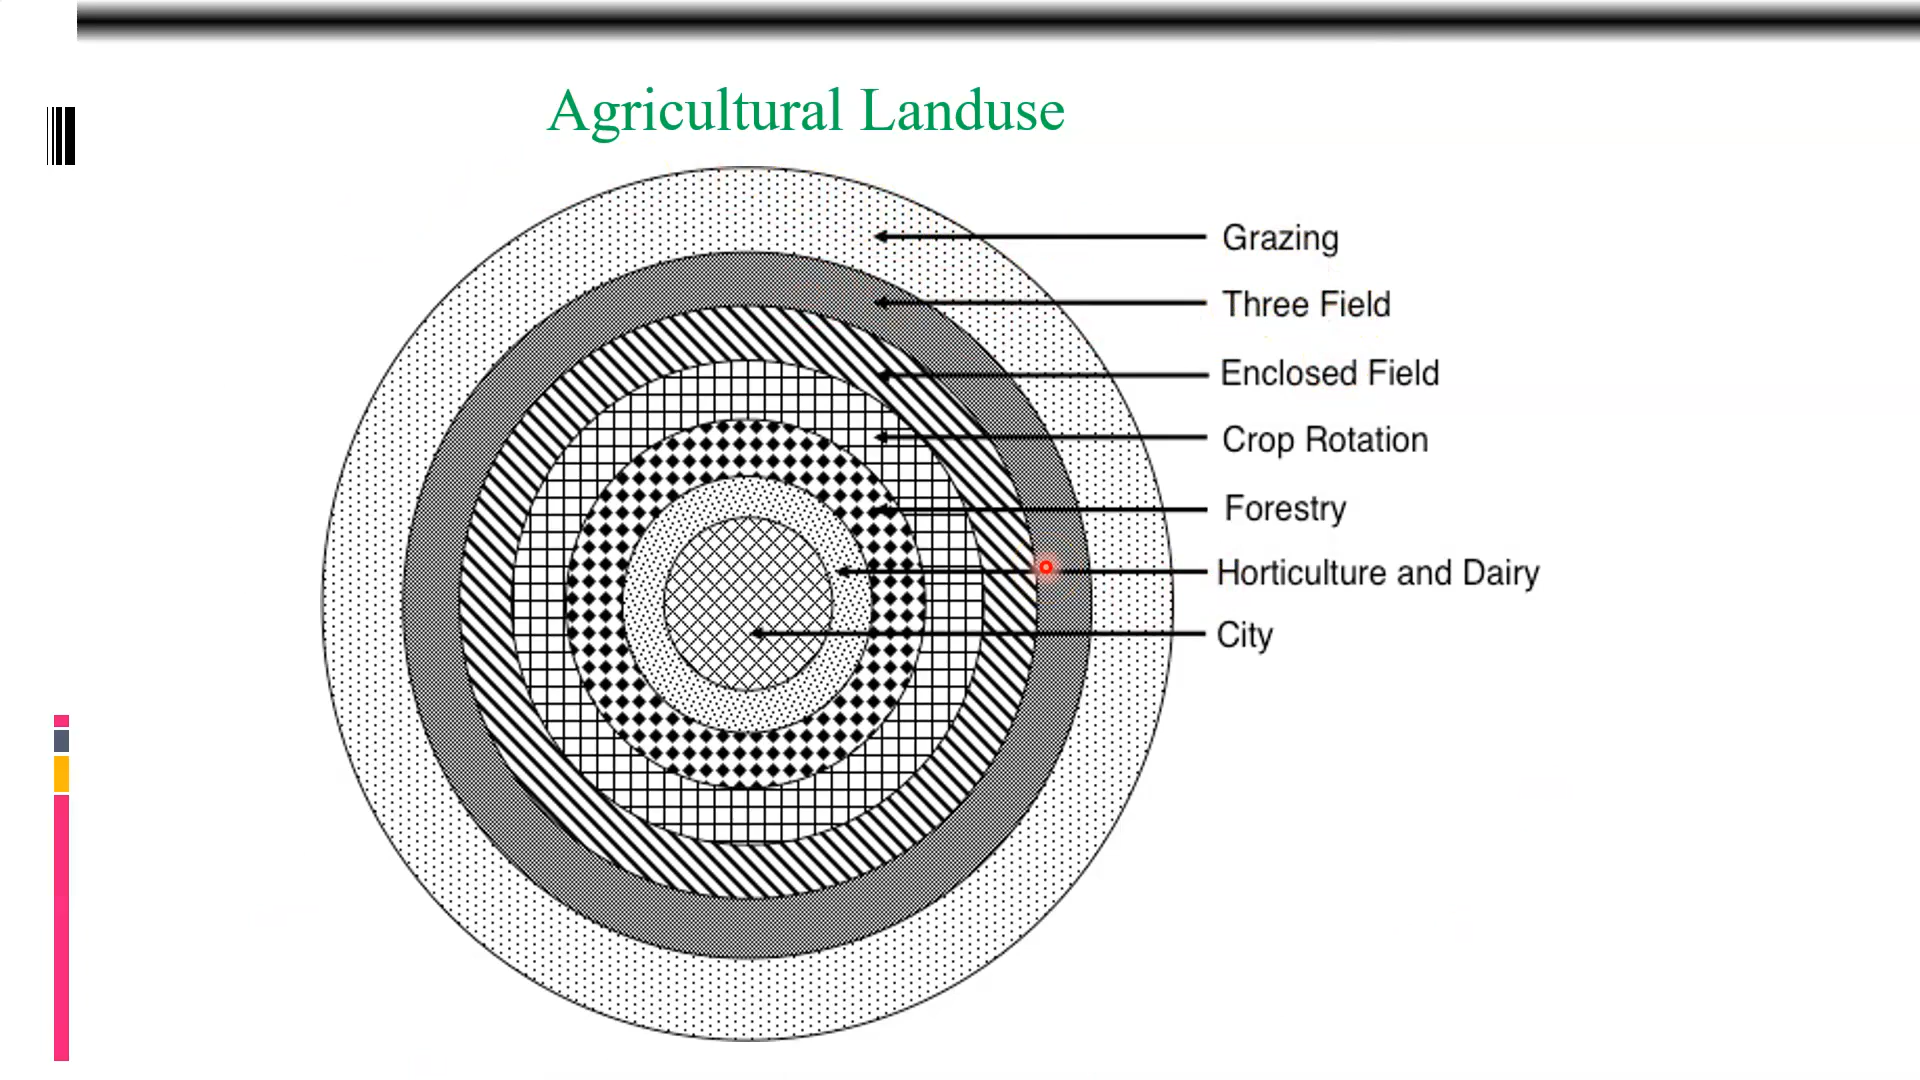 Agricultural Landuse
Grazing
Three Field
Enclosed Field
Crop Rotation
Forestry
Horticulture and Dairy
City